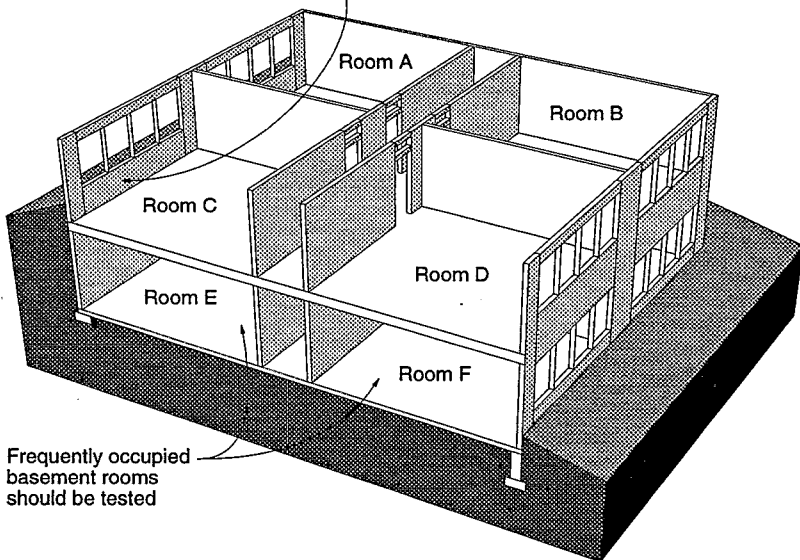 Room A
Room B
Room C
Room D
Room E
Room F
Frequently occupied
basement rooms
should be tested